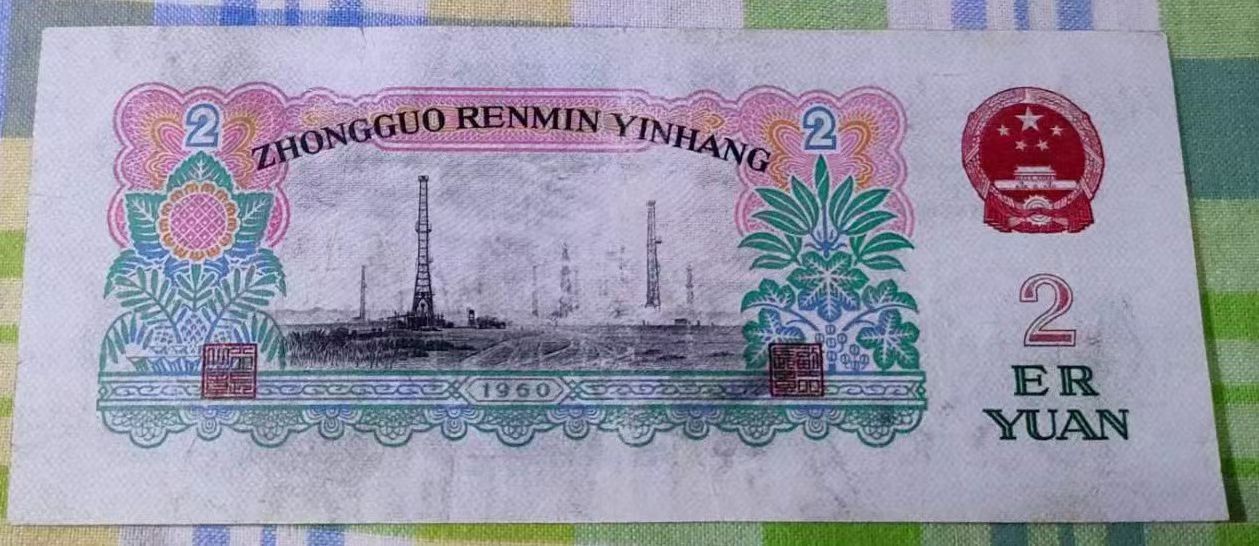 2
2
ZHONGGUO RENMIN YINHANG
1960
2
ER
YUAN